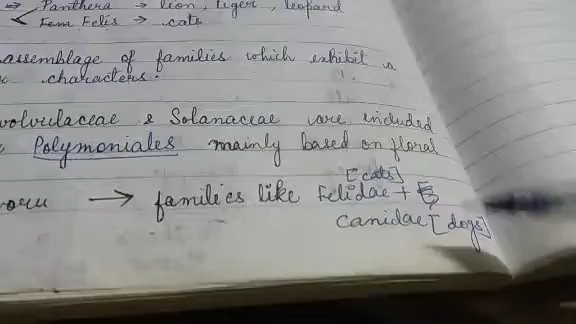 ⇒ Panthera → lion, tiger, leopard
Fem Felis → cats
assemblage of families which exhibit a
characters.
volvulaceae & Solanaceae are included
Polymoniales mainly based on floral
[cats]
→ families like Felidae +
canidae [dogs]